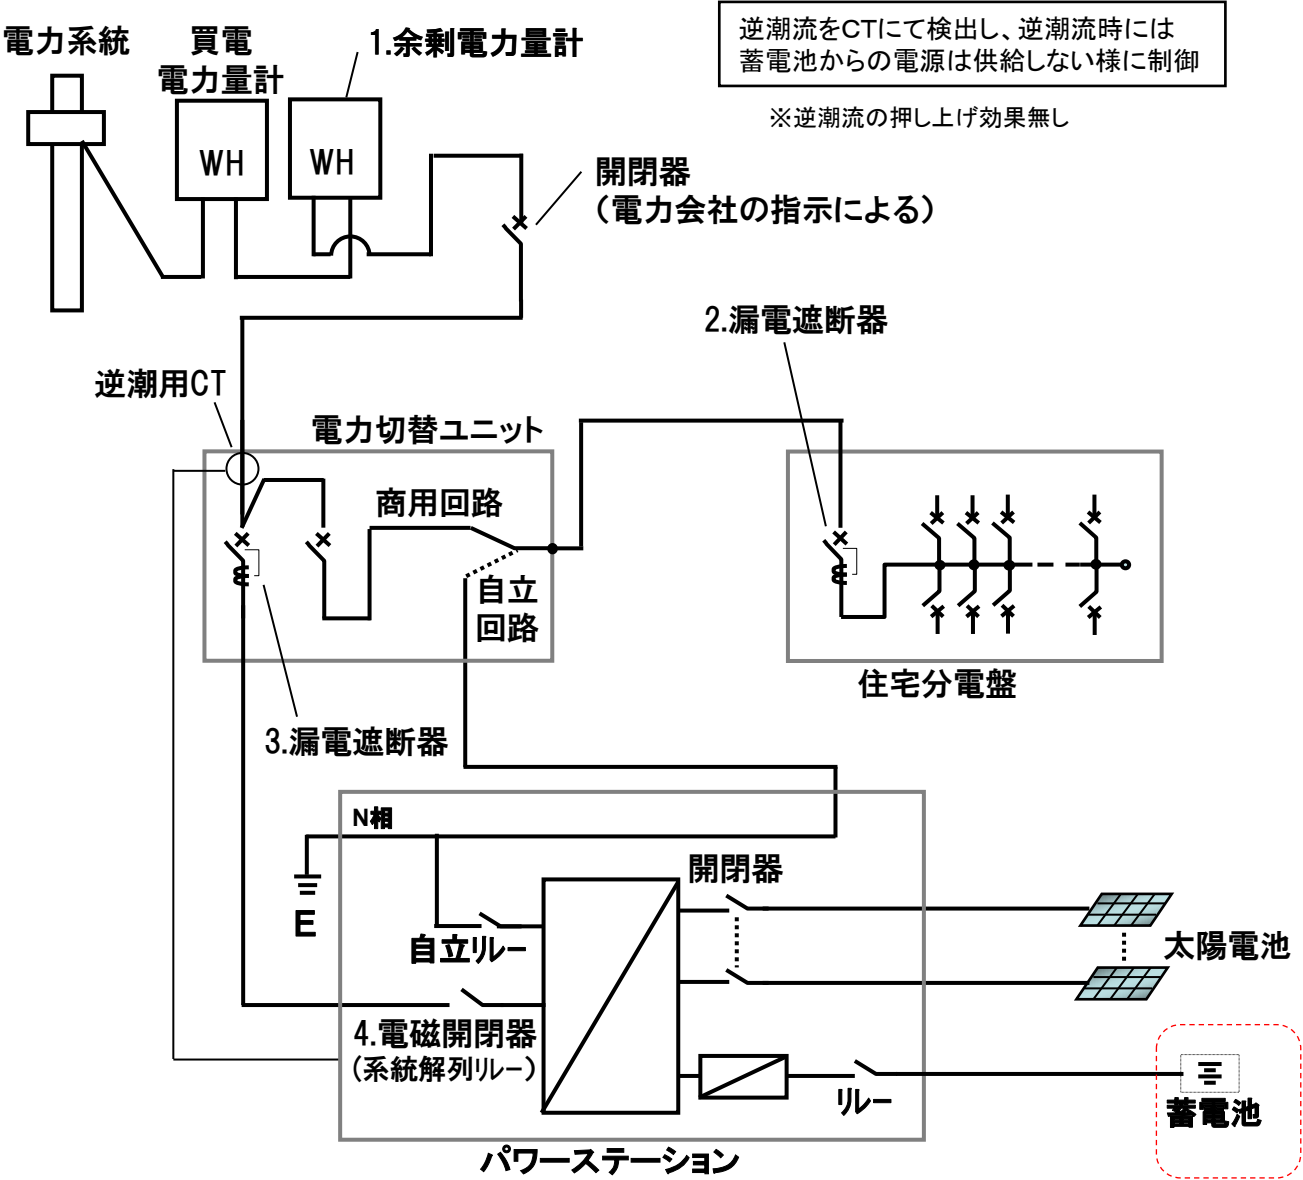 逆潮流をCTにて検出し、逆潮流時には
蓄電池からの電源は供給しない様に制御
※逆潮流の押し上げ効果無し
電力系統
買電
電力量計
1.余剰電力量計
WH
WH
開閉器
（電力会社の指示による）
2.漏電遮断器
逆潮用CT
電力切替ユニット
商用回路
自立
回路
住宅分電盤
3.漏電遮断器
N相
E
開閉器
自立リレー
太陽電池
4.電磁開閉器
（系統解列リレー）
リレー
蓄電池
パワーステーション